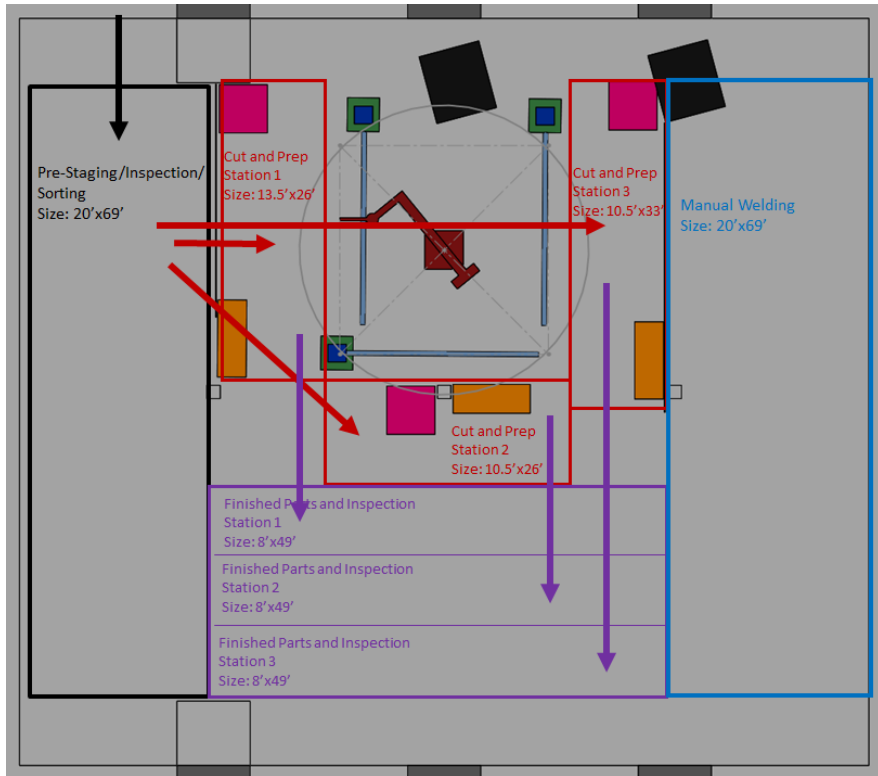 Pre-Staging/Inspection/
Sorting
Size: 20'x69'
Cut and Prep
Station 1
Size: 13.5'x26'
Cut and Prep
Station 3
Size: 10.5'x33'
Manual Welding
Size: 20'x69'
Cut and Prep
Station 2
Size: 10.5'x26'
Finished Parts and Inspection
Station 1
Size: 8'x49'
Finished Parts and Inspection
Station 2
Size: 8'x49'
Finished Parts and Inspection
Station 3
Size: 8'x49'